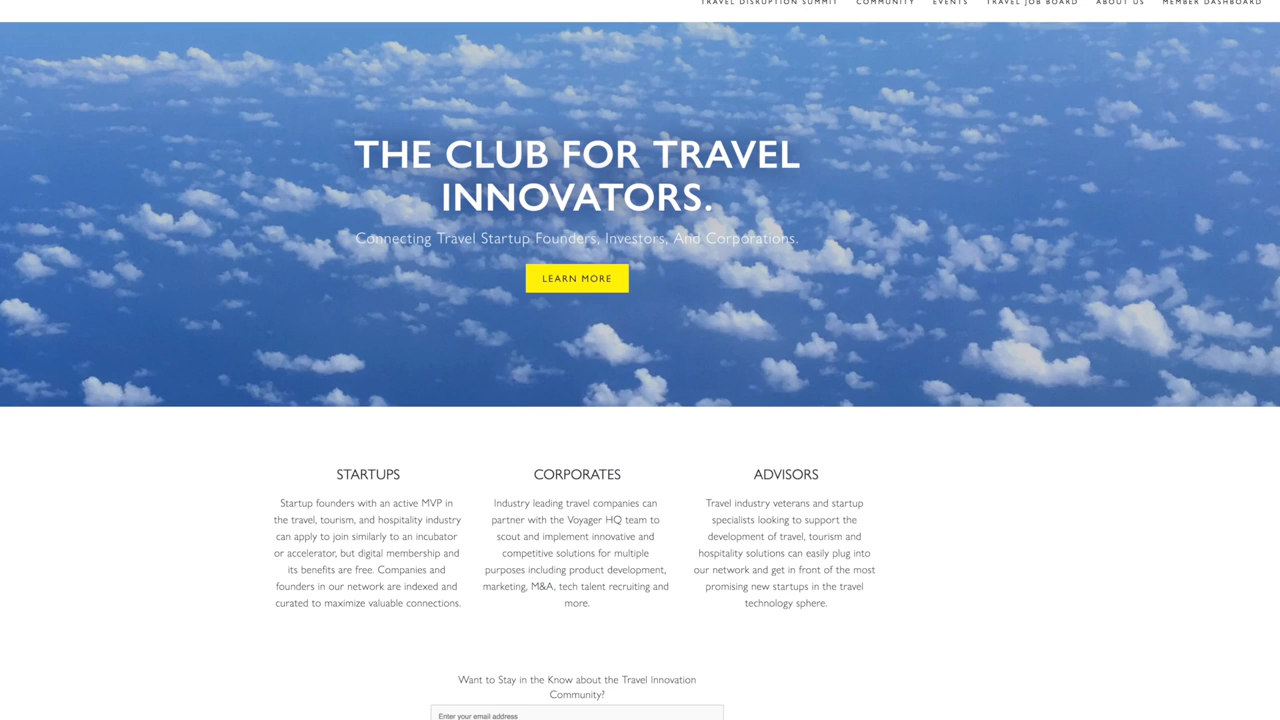 TRAVEL DISRUPTION SUMMIT COMMUNITY EVENTS TRAVEL JOB BOARD ABOUT US MEMBER DASHBOARD
THE CLUB FOR TRAVEL
INNOVATORS.
Connecting Travel Startup Founders, Investors, And Corporations.
LEARN MORE
STARTUPS
Startup founders with an active MVP in
the travel, tourism, and hospitality industry
can apply to join similarly to an incubator
or accelerator, but digital membership and
its benefits are free. Companies and
founders in our network are indexed and
curated to maximize valuable connections.
CORPORATES
Industry leading travel companies can
partner with the Voyager HQ team to
scout and implement innovative and
competitive solutions for multiple
purposes including product development,
marketing, M&A, tech talent recruiting and
more.
ADVISORS
Travel industry veterans and startup
specialists looking to support the
development of travel, tourism and
hospitality solutions can easily plug into
our network and get in front of the most
promising new startups in the travel
technology sphere.
Want to Stay in the Know about the Travel Innovation
Community?
Enter your email address